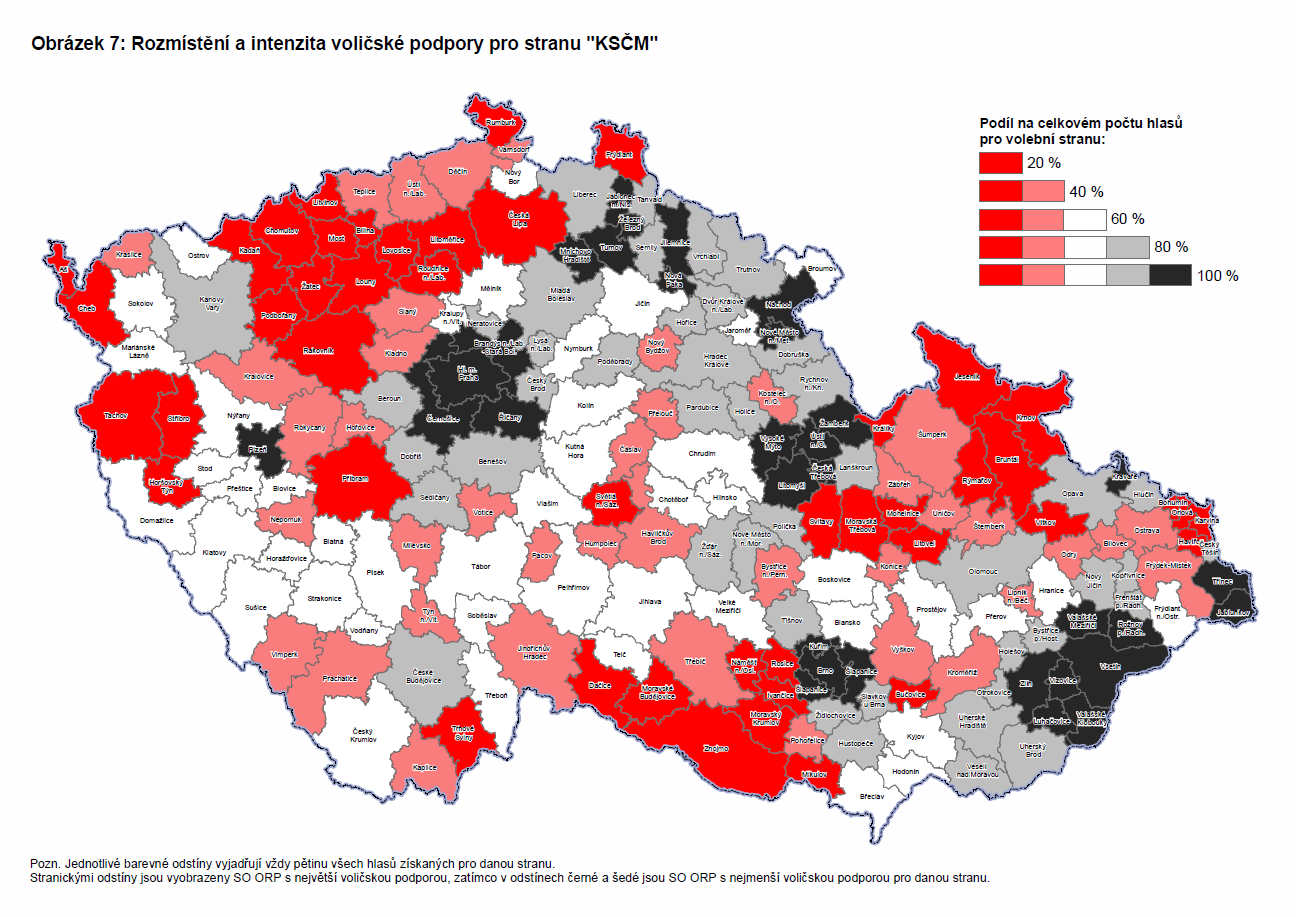 Obrázek 7: Rozmístění a intenzita voličské podpory pro stranu "KSČM"
Podíl na celkovém počtu hlasů
pro volební stranu:
20 %
40 %
60 %
80 %
100 %
Rumburk
Varnsdorf
Nový
Bor
Děčín
Ústí
n./Lab.
Teplice
Litvínov
Frýdlant
Liberec
Jablonec
n./Nis.
Tanvald
Železný
Brod
Česká
Lípa
Chomutov
Most
Bílina
Lovosice
Litoměřice
Kadaň
Roudnice
n./Lab.
Mnichovo
Hradiště
Turnov
Semily
Jilemnice
Vrchlabí
Trutnov
Broumov
Nová
Paka
Kraslice
Ostrov
Aš
Cheb
Sokolov
Karlovy
Vary
Žatec
Louny
Podbořany
Mělník
Mladá
Boleslav
Jičín
Dvůr Králové
n./Lab.
Náchod
Slaný
Kralupy
n./Vlt.
Neratovice
Hořice
Jaroměř
Nové Město
n./Met.
Mariánské
Lázně
Rakovník
Kladno
Brandýs n./Lab.
-Stará Bol.
Lysá
n./Lab.
Nymburk
Poděbrady
Nový
Bydžov
Hradec
Králové
Dobruška
Kralovice
Hl. m.
Praha
Český
Brod
Rychnov
n./Kn.
Kostelec
n./O.
Beroun
Černošice
Říčany
Kolín
Přelouč
Pardubice
Holice
Tachov
Stříbro
Nýřany
Rokycany
Hořovice
Žamberk
Králíky
Jeseník
Krnov
Šumperk
Plzeň
Dobříš
Benešov
Kutná
Hora
Čáslav
Chrudim
Vysoké
Mýto
Ústí
n./O.
Česká
Třebová
Lanškroun
Bruntál
Stod
Příbram
Horšovský
Týn
Přeštice
Blovice
Sedlčany
Vlašim
Světlá
n./Sáz.
Chotěboř
Hlinsko
Litomyšl
Zábřeh
Rýmařov
Opava
Kravaře
Hlučín
Domažlice
Nepomuk
Votice
Polička
Svitavy
Moravská
Třebová
Mohelnice
Uničov
Šternberk
Vítkov
Bohumín
Orlová
Karviná
Ostrava
Havířov
Český
Těšín
Klatovy
Horažďovice
Blatná
Milevsko
Tábor
Pacov
Humpolec
Havlíčkův
Brod
Žďár
n./Sáz.
Nové Město
n./Mor.
Litovel
Bílovec
Odry
Frýdek-Místek
Písek
Pelhřimov
Bystřice
n./Pern.
Boskovice
Konice
Olomouc
Nový
Jičín
Kopřivnice
Třinec
Sušice
Strakonice
Týn
n./Vlt.
Soběslav
Jihlava
Velké
Meziříčí
Tišnov
Blansko
Prostějov
Přerov
Lipník
n./Beč.
Hranice
Frenštát
p./Radh.
Frýdlant
n./Ostr.
Jablunkov
Vodňany
Valašské
Meziříčí
Rožnov
p./Radh.
Vimperk
Prachatice
České
Budějovice
Jindřichův
Hradec
Telč
Třebíč
Náměšť
n./Osl.
Rosice
Kuřim
Brno
Šlapanice
Šlapanice
Vyškov
Bystřice
p./Host.
Holešov
Kroměříž
Vsetín
Třeboň
Dačice
Moravské
Budějovice
Ivančice
Slavkov
u Brna
Bučovice
Otrokovice
Zlín
Vizovice
Český
Krumlov
Trhové
Sviny
Moravský
Krumlov
Židlochovice
Uherské
Hradiště
Luhačovice
Valašské
Klobouky
Kaplice
Znojmo
Pohořelice
Hustopeče
Kyjov
Uherský
Brod
Mikulov
Hodonín
Veselí
nad Moravou
Břeclav
Pozn. Jednotlivé barevné odstíny vyjadřují vždy pětinu všech hlasů získaných pro danou stranu.
Stranickými odstíny jsou vyobrazeny SO ORP s největší voličskou podporou, zatímco v odstínech černé a šedé jsou SO ORP s nejmenší voličskou podporou pro danou stranu.